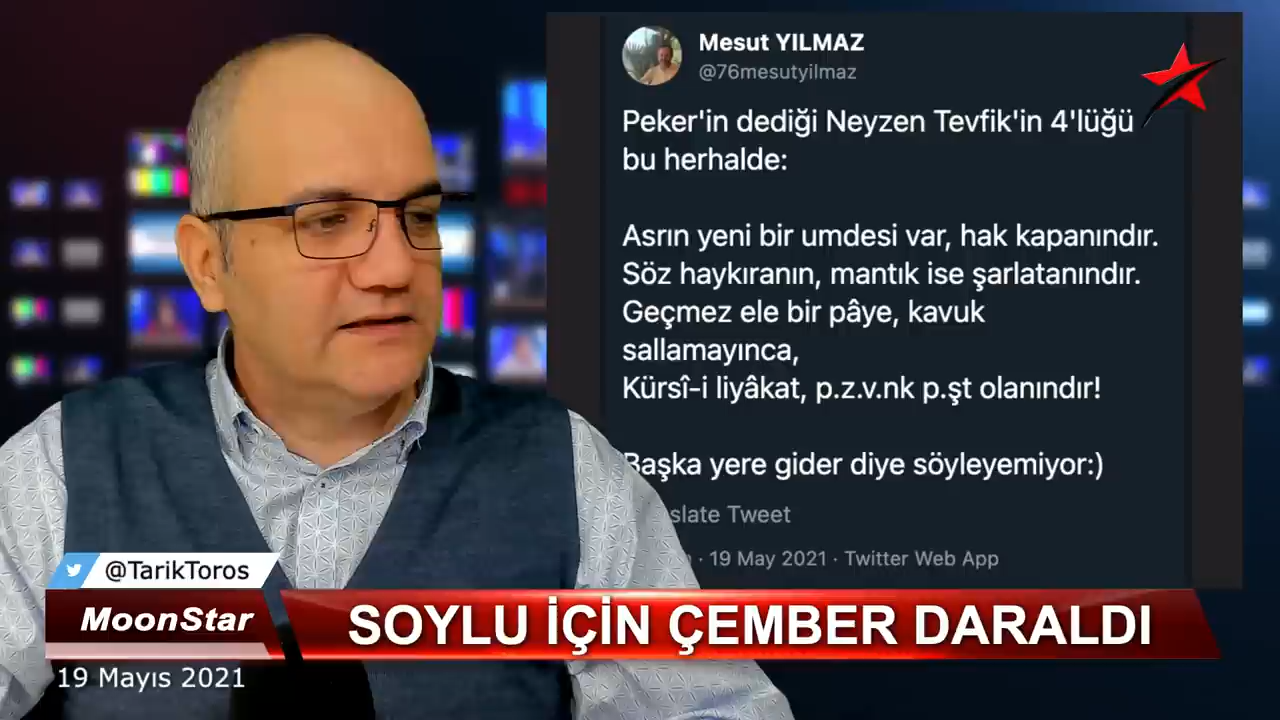 Mesut YILMAZ
@76mesutyilmaz
Peker'in dediği Neyzen Tevfik'in 4'lüğü
bu herhalde:
Asrın yeni bir umdesi var, hak kapanındır.
Söz haykıranın, mantık ise şarlatanındır.
Geçmez ele bir pâye, kavuk
sallamayınca,
Kürsî-i liyâkat, p.z.v.nk p.şt olanındır!
Başka yere gider diye söyleyemiyor:)
slate Tweet
· 19 May 2021 · Twitter Web App
@TarikToros
MoonStar
SOYLU İÇİN ÇEMBER DARALDI
19 Mayıs 2021